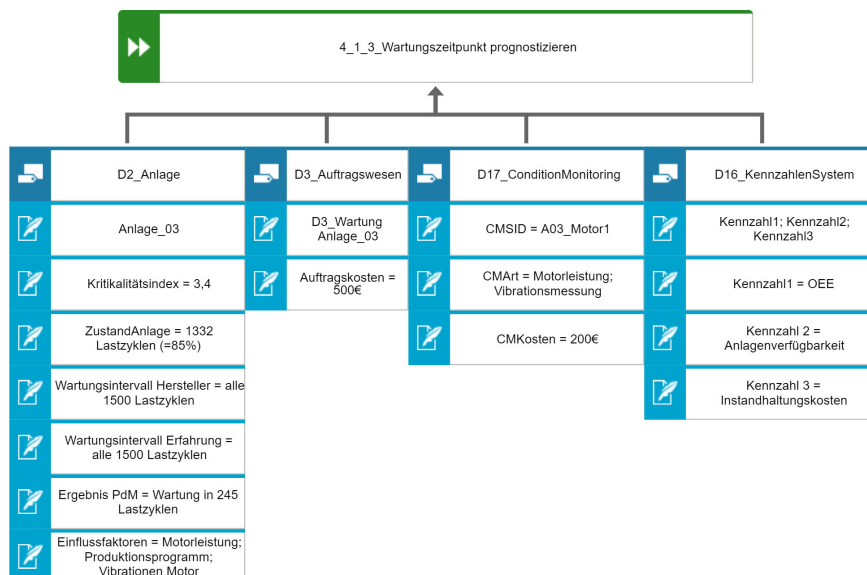 4_1_3_Wartungszeitpunkt prognostizieren
D2_Anlage
Anlage_03
Kritikalitätsindex = 3,4
ZustandAnlage = 1332
Lastzyklen (=85%)
Wartungsintervall Hersteller = alle
1500 Lastzyklen
Wartungsintervall Erfahrung =
alle 1500 Lastzyklen
Ergebnis PdM = Wartung in 245
Lastzyklen
Einflussfaktoren = Motorleistung;
Produktionsprogramm;
Vibrationen Motor
D3_Auftragswesen
D3_Wartung
Anlage_03
Auftragskosten =
500€
D17_ConditionMonitoring
CMSID = A03_Motor1
CMArt = Motorleistung;
Vibrationsmessung
CMKosten = 200€
D16_KennzahlenSystem
Kennzahl1; Kennzahl2;
Kennzahl3
Kennzahl1 = OEE
Kennzahl 2 =
Anlagenverfügbarkeit
Kennzahl 3 =
Instandhaltungskosten